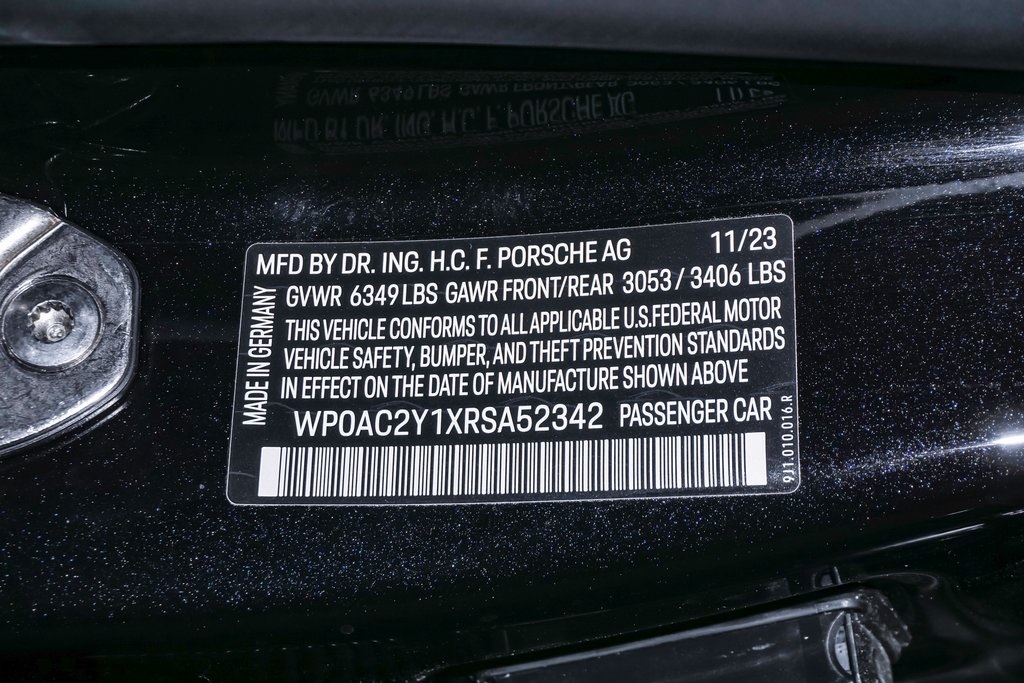 MFD BY DR. ING. H.C. F. PORSCHE AG 11/23
GVWR 6349 LBS GAWR FRONT/REAR 3053 / 3406 LBS
THIS VEHICLE CONFORMS TO ALL APPLICABLE U.S.FEDERAL MOTOR
VEHICLE SAFETY, BUMPER, AND THEFT PREVENTION STANDARDS
IN EFFECT ON THE DATE OF MANUFACTURE SHOWN ABOVE
WP0AC2Y1XRSA52342 PASSENGER CAR
MADE IN GERMANY
9J1.010.016.R